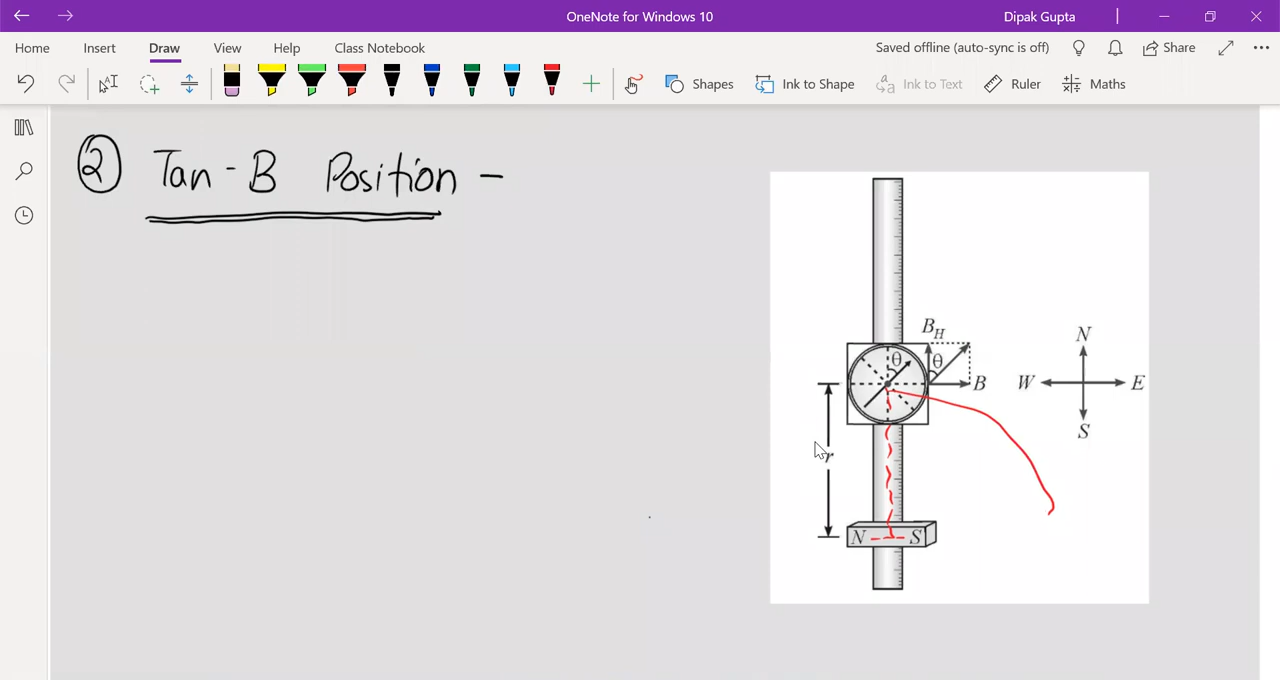 OneNote for Windows 10
Dipak Gupta
Home Insert Draw View Help Class Notebook
Saved offline (auto-sync is off)
Share
Shapes
Ink to Shape
Ink to Text
Ruler
Maths
② Tan-B Position -
B_H
θ
θ
B
N
W
E
S
r
N
S